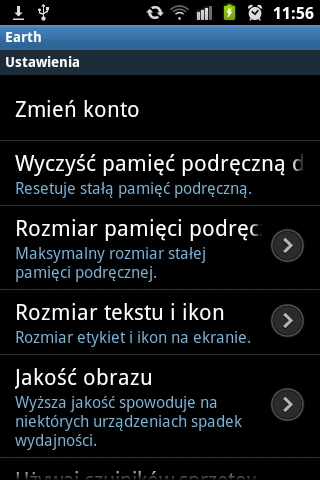 11:56
Earth
Ustawienia
Zmień konto
Wyczyść pamięć podręczną d
Resetuje stałą pamięć podręczną.
Rozmiar pamięci podręc
Maksymalny rozmiar stałej
pamięci podręcznej.
Rozmiar tekstu i ikon
Rozmiar etykiet i ikon na ekranie.
Jakość obrazu
Wyższa jakość spowoduje na
niektórych urządzeniach spadek
wydajności.